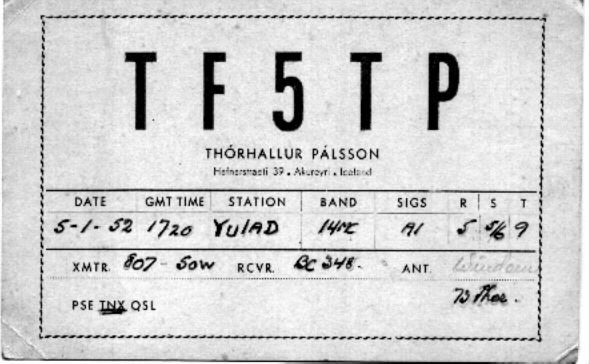 TF5TP
THÓRHALLUR PÁLSSON
Hafnarstraeti 39 . Akureyri . Iceland
DATE GMT TIME STATION BAND SIGS R S T
5-1-52 1720 YU1AD 14MC A1 5 5/6 9
XMTR. 807 - 50W RCVR. BC 348. ANT. Windom
PSE TNX QSL 73 Thor.